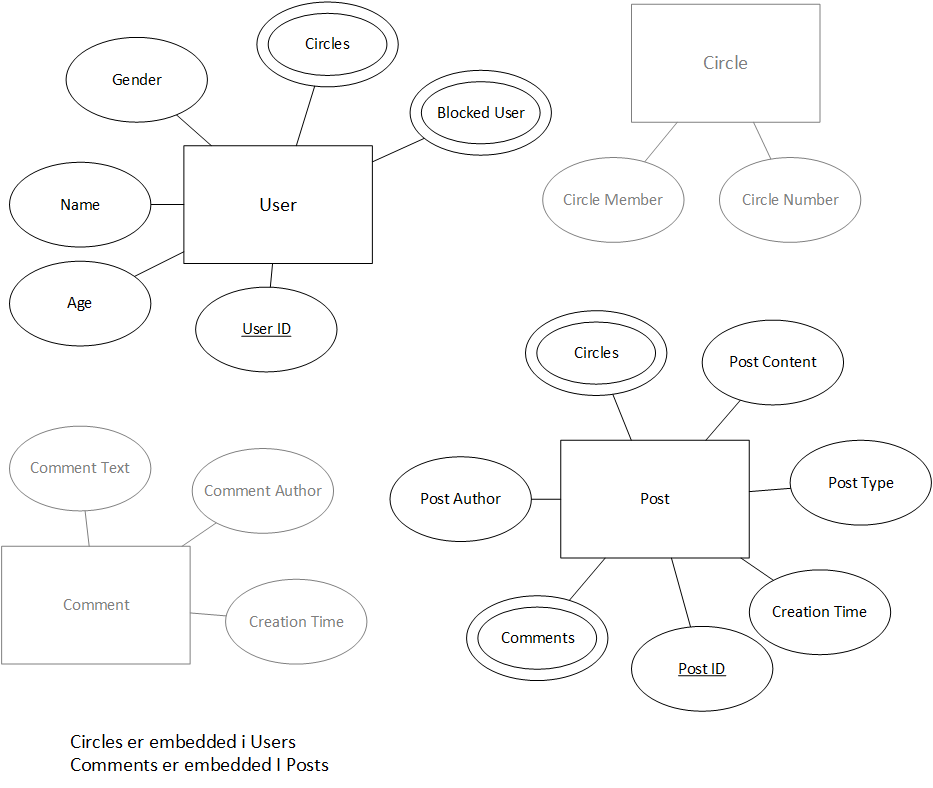 Circles
Gender
Blocked User
Name
User
Age
User ID
Circle
Circle Member
Circle Number
Circles
Post Content
Post Author
Post
Post Type
Comments
Post ID
Creation Time
Comment Text
Comment Author
Comment
Creation Time
Circles er embedded i Users
Comments er embedded I Posts